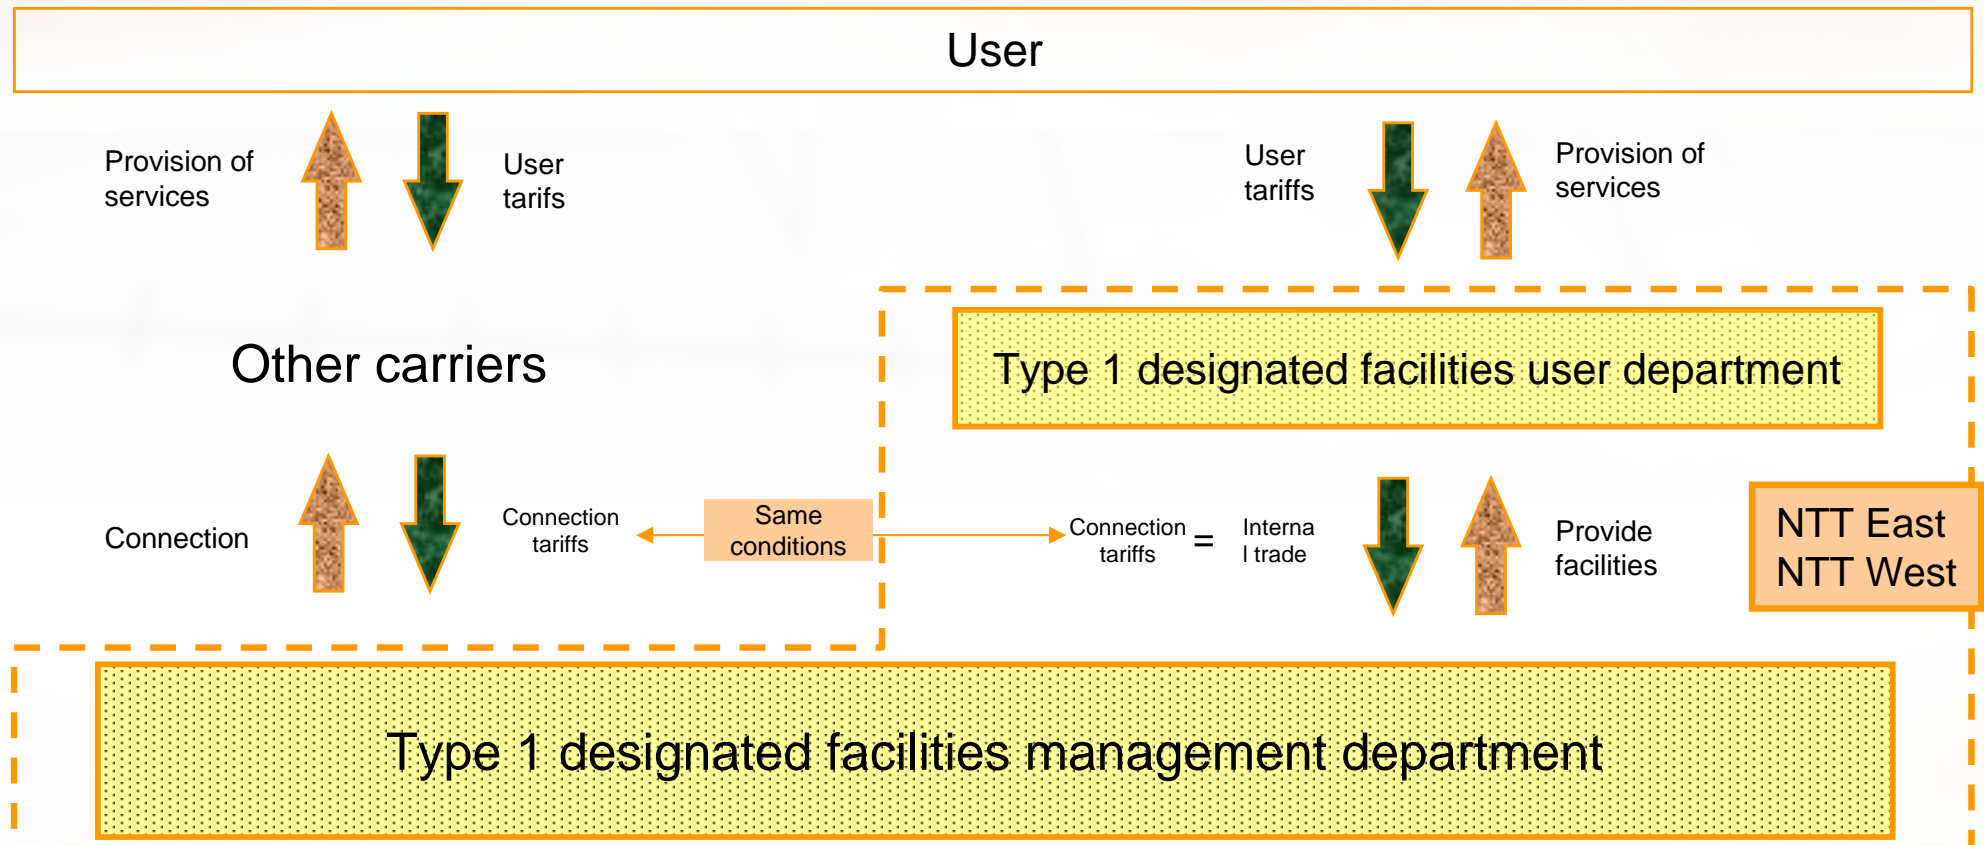 User
Provision of
services
User
tarifs
User
tariffs
Provision of
services
Other carriers
Type 1 designated facilities user department
Connection
Connection
tariffs
Same
conditions
Connection
tariffs
=
Interna
l trade
Provide
facilities
NTT East
NTT West
Type 1 designated facilities management department